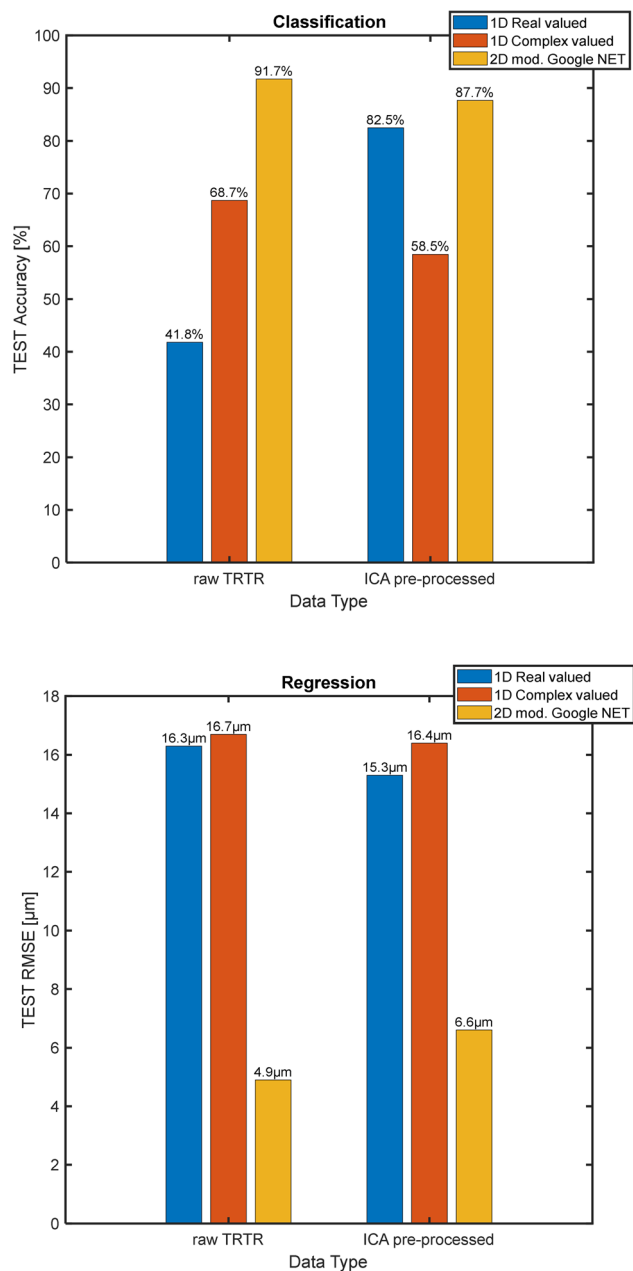 Classification
1D Real valued
1D Complex valued
2D mod. Google NET
100
90
80
70
60
50
40
30
20
10
0
TEST Accuracy [%]
41.8%
68.7%
91.7%
82.5%
58.5%
87.7%
raw TRTR
ICA pre-processed
Data Type
Regression
1D Real valued
1D Complex valued
2D mod. Google NET
18
16
14
12
10
8
6
4
2
0
TEST RMSE [µm]
16.3µm
16.7µm
4.9µm
15.3µm
16.4µm
6.6µm
raw TRTR
ICA pre-processed
Data Type